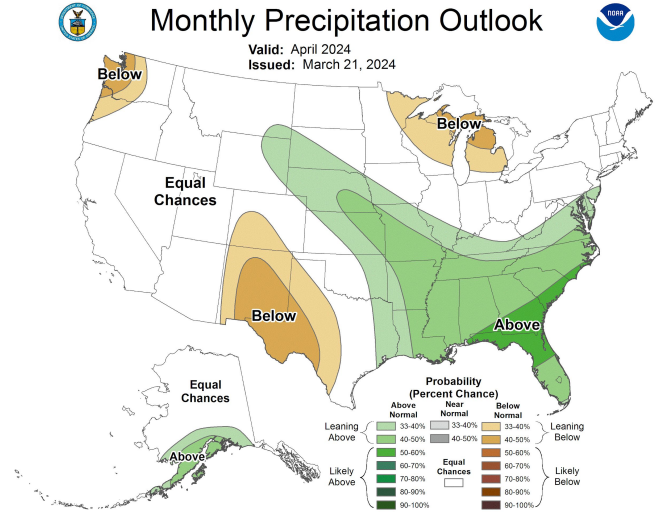 Monthly Precipitation Outlook
NOAA
Valid: April 2024
Issued: March 21, 2024
Below
Below
Equal
Chances
Below
Above
Equal
Chances
Above
Probability
(Percent Chance)
Above Normal
Near Normal
Below Normal
Leaning Above
33-40% 33-40% 33-40%
40-50% 40-50% 40-50%
Leaning Below
Likely Above
50-60% 50-60%
60-70% Equal Chances 60-70%
70-80% 70-80%
80-90% 80-90%
90-100% 90-100%
Likely Below